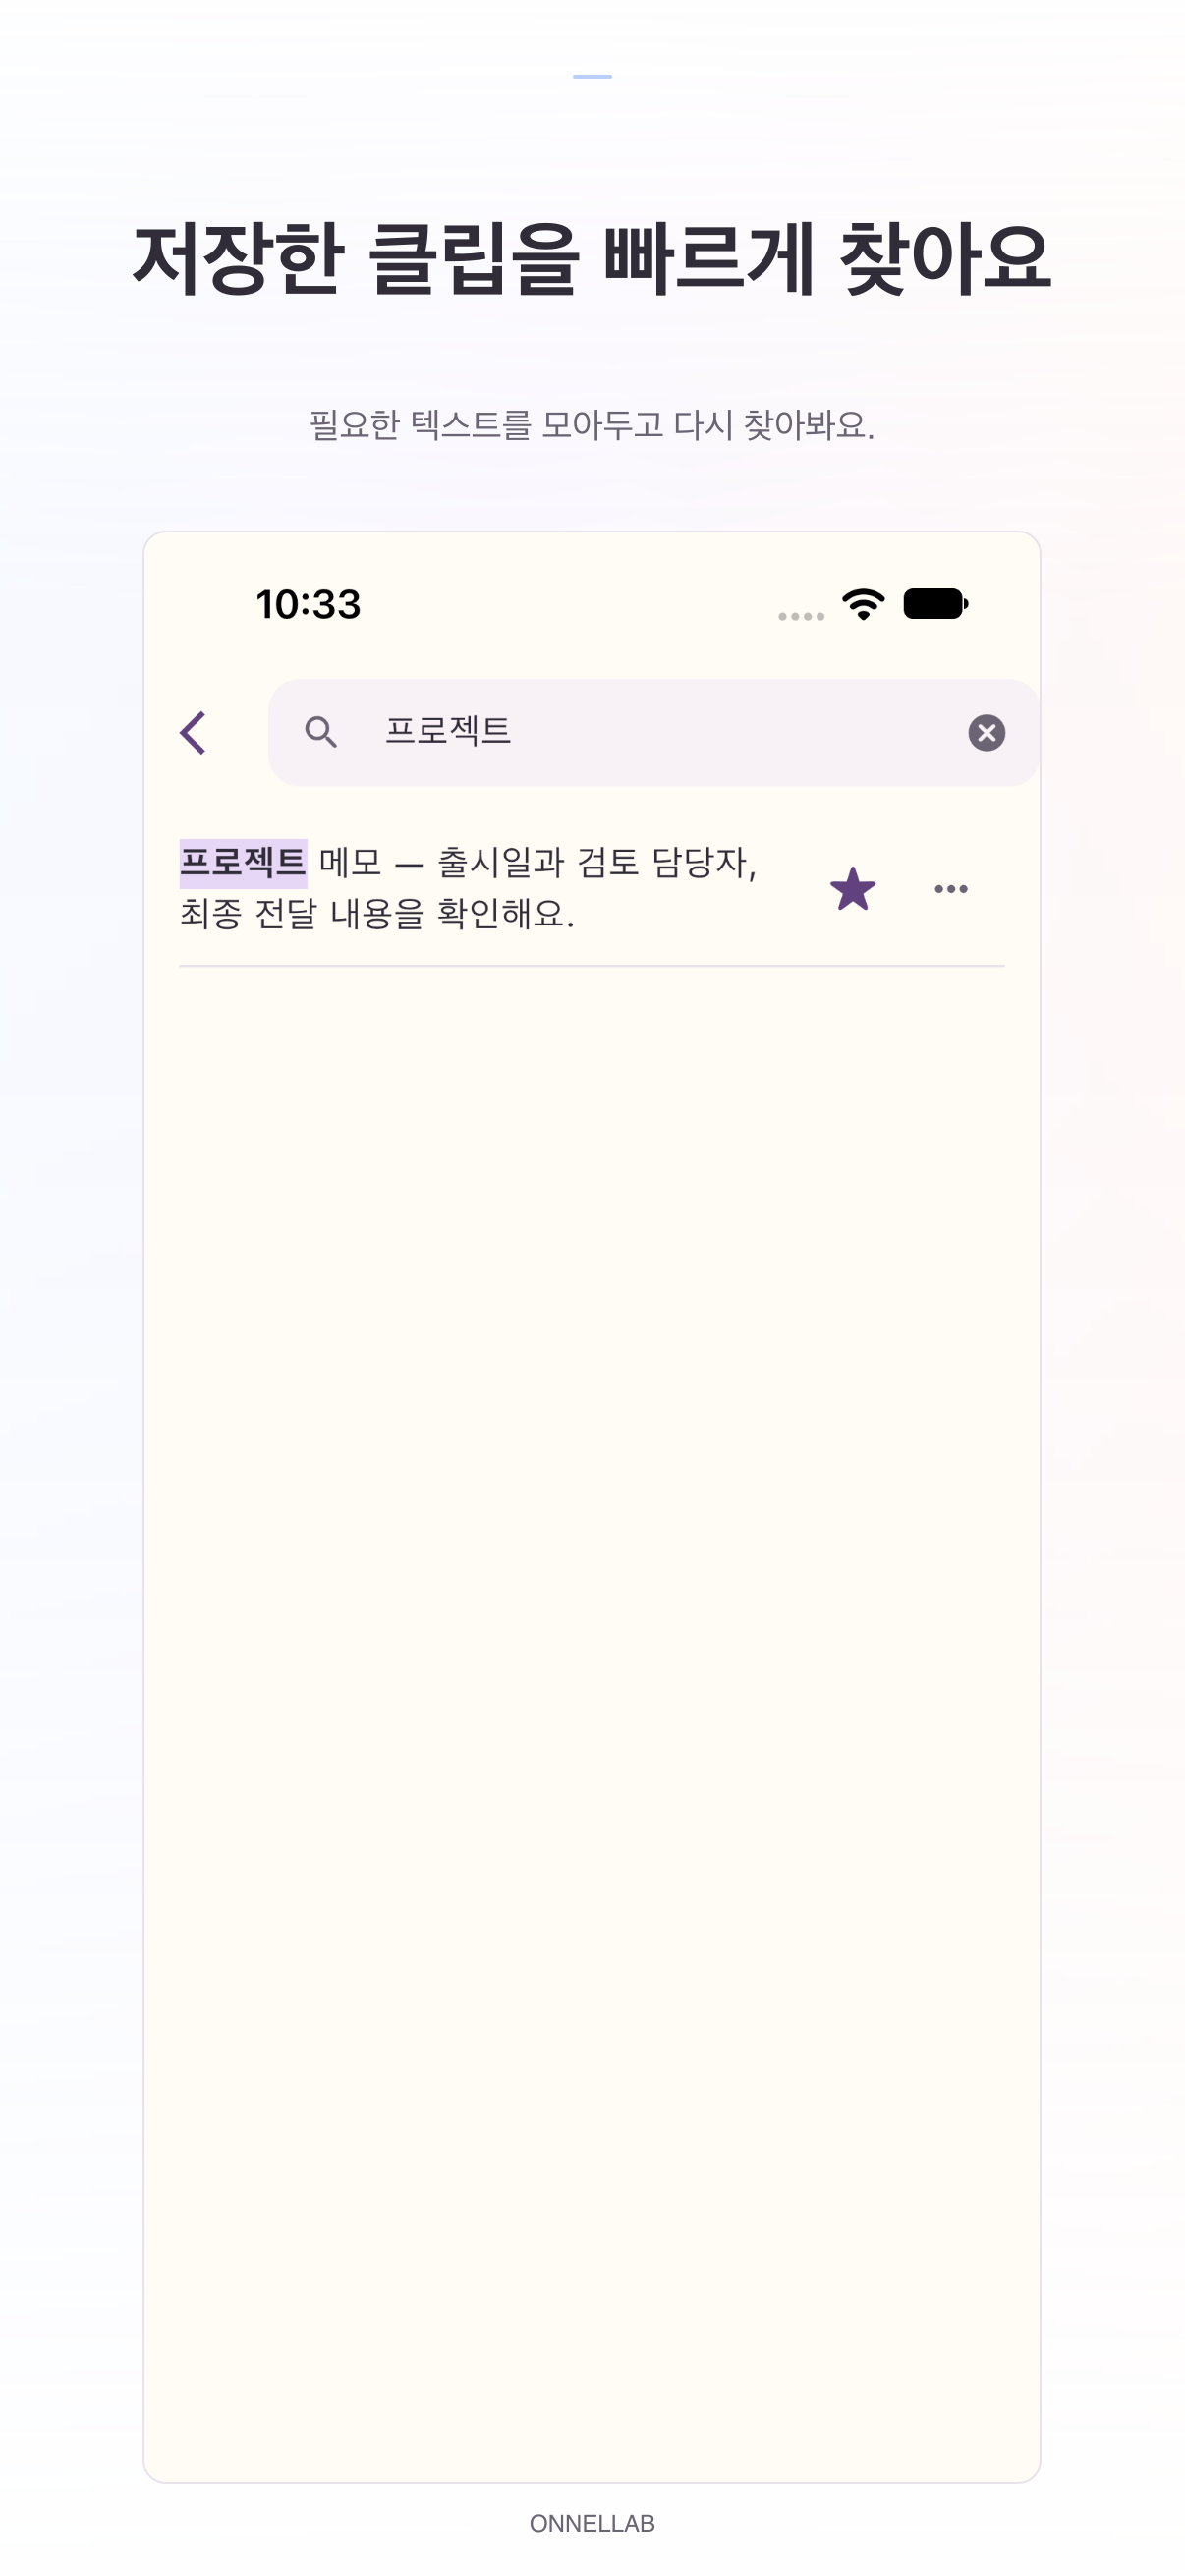 저장한 클립을 빠르게 찾아요
필요한 텍스트를 모아두고 다시 찾아봐요.
10:33
프로젝트
프로젝트 메모 — 출시일과 검토 담당자,
최종 전달 내용을 확인해요.
ONNELLAB